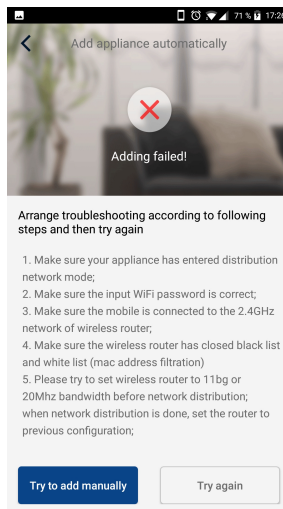 71 % 17:26
Add appliance automatically
Adding failed!
Arrange troubleshooting according to following
steps and then try again
1. Make sure your appliance has entered distribution
network mode;
2. Make sure the input WiFi password is correct;
3. Make sure the mobile is connected to the 2.4GHz
network of wireless router;
4. Make sure the wireless router has closed black list
and white list (mac address filtration)
5. Please try to set wireless router to 11bg or
20Mhz bandwidth before network distribution;
when network distribution is done, set the router to
previous configuration;
Try to add manually
Try again